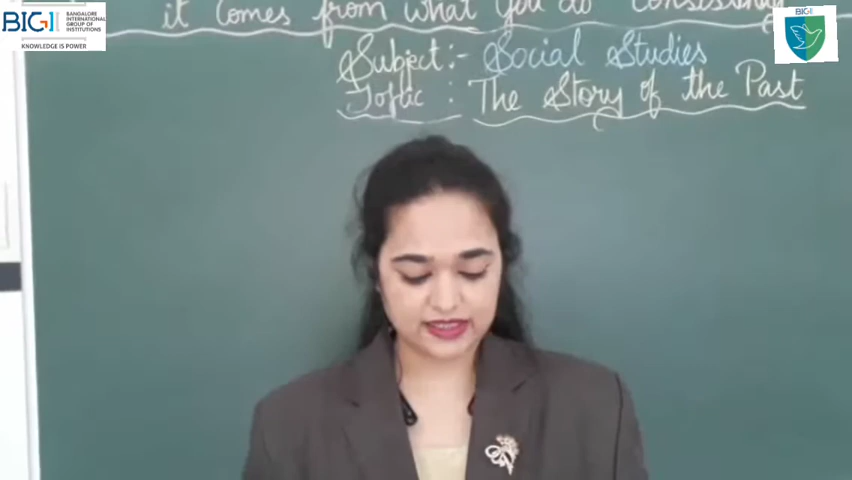 it comes from what you do consistently
Subject:- Social Studies
Topic : The Story of the Past
BIGI
BANGALORE
INTERNATIONAL
GROUP OF
INSTITUTIONS
KNOWLEDGE IS POWER
BIGI